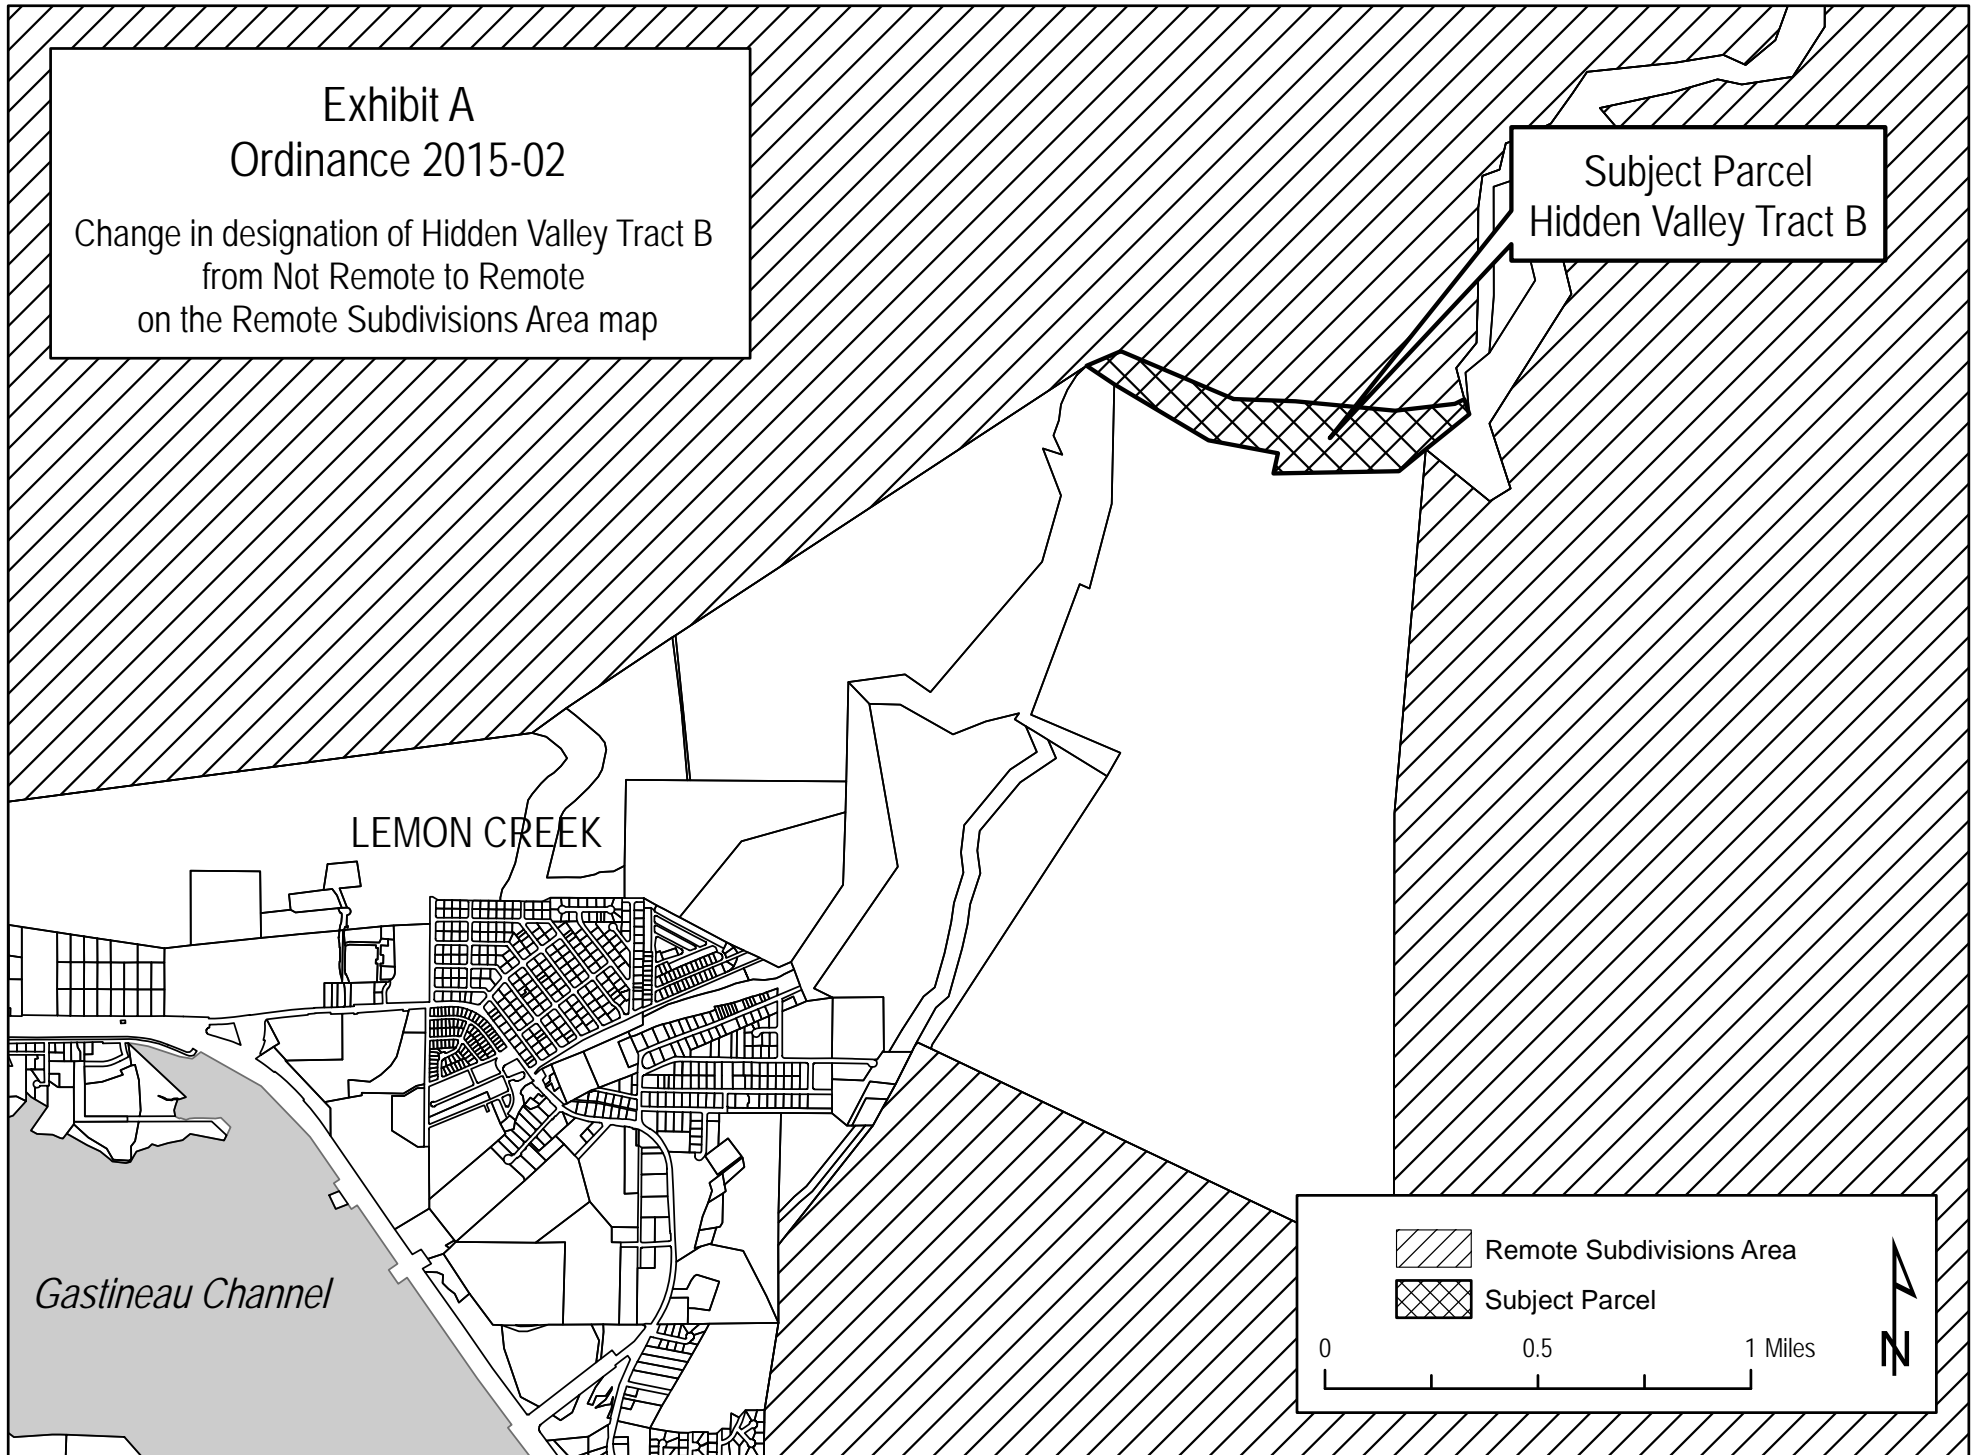 Exhibit A
Ordinance 2015-02
Change in designation of Hidden Valley Tract B
from Not Remote to Remote
on the Remote Subdivisions Area map
Subject Parcel
Hidden Valley Tract B
LEMON CREEK
Gastineau Channel
Remote Subdivisions Area
Subject Parcel
0 0.5 1 Miles
N